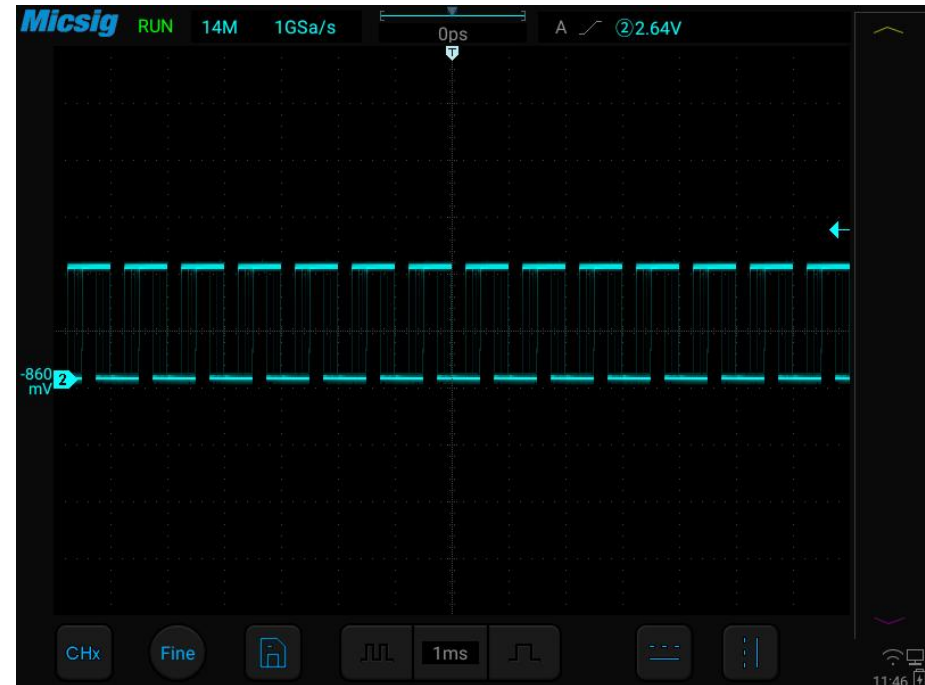 Micsig RUN 14M 1GSa/s 0ps A ②2.64V
T
-860
mV
2
CHx Fine 1ms
11:46